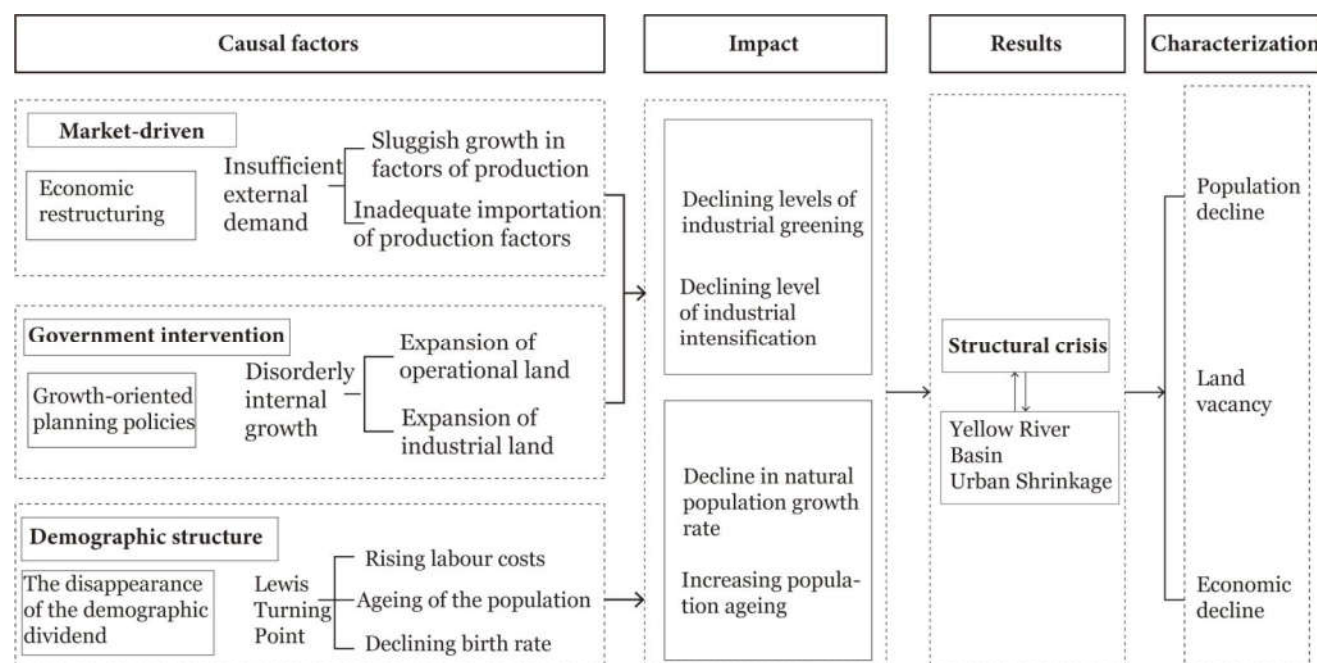 Causal factors
Impact
Results
Characterization
Market-driven
Economic
restructuring
Insufficient
external
demand
Sluggish growth in
factors of production
Inadequate importation
of production factors
Government intervention
Growth-oriented
planning policies
Disorderly
internal
growth
Expansion of
operational land
Expansion of
industrial land
Demographic structure
The disappearance
of the demographic
dividend
Lewis
Turning
Point
Rising labour costs
Ageing of the population
Declining birth rate
Declining levels of
industrial greening
Declining level
of industrial
intensification
Decline in natural
population growth
rate
Increasing popula-
tion ageing
Structural crisis
Yellow River
Basin
Urban Shrinkage
Population
decline
Land
vacancy
Economic
decline